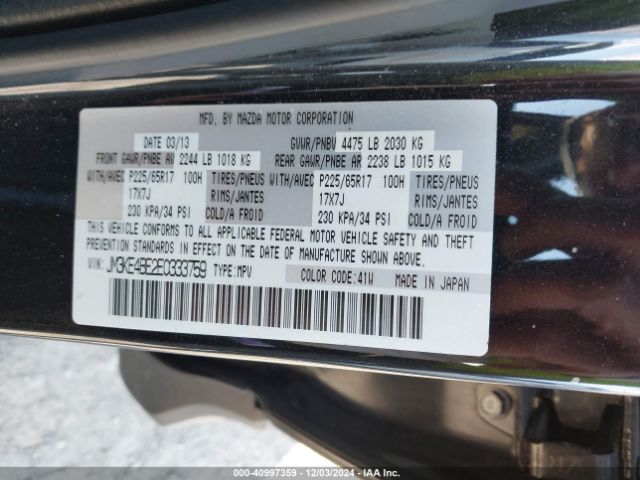 MFD. BY MAZDA MOTOR CORPORATION
DATE 03/13 GVWR/PNBV 4475 LB 2030 KG
FRONT GAWR/PNBE AV 2244 LB 1018 KG REAR GAWR/PNBE AR 2238 LB 1015 KG
WITH/AVEC P225/65R17 100H TIRES/PNEUS WITH/AVEC P225/65R17 100H TIRES/PNEUS
17X7J RIMS/JANTES 17X7J RIMS/JANTES
230 KPA/34 PSI COLD/A FROID 230 KPA/34 PSI COLD/A FROID
THIS VEHICLE CONFORMS TO ALL APPLICABLE FEDERAL MOTOR VEHICLE SAFETY AND THEFT
PREVENTION STANDARDS IN EFFECT ON THE DATE OF MANUFACTURE SHOWN ABOVE.
VIN: JM3KE4BE2E0333759 TYPE: MPV COLOR CODE: 41W MADE IN JAPAN
000-40997359 - 12/03/2024 - IAA Inc.